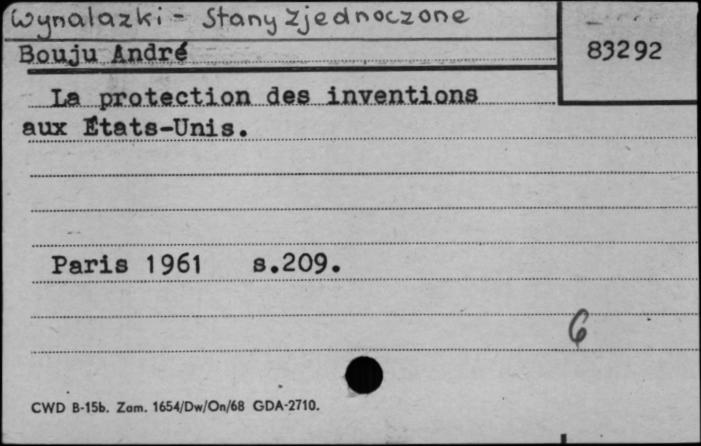 Wynalazki - Stany Zjednoczone
Bouju André
83292
La protection des inventions
aux États-Unis.
Paris 1961 s.209.
6
CWD B-15b. Zam. 1654/Dw/On/68 GDA-2710.